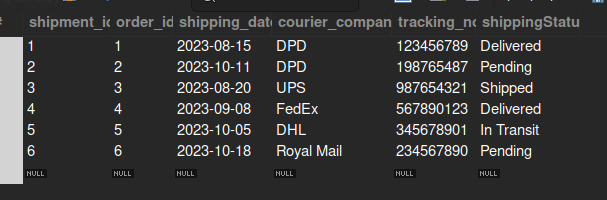 shipment_id order_id shipping_date courier_compan tracking_no shippingStatu
1 1 2023-08-15 DPD 123456789 Delivered
2 2 2023-10-11 DPD 198765487 Pending
3 3 2023-08-20 UPS 987654321 Shipped
4 4 2023-09-08 FedEx 567890123 Delivered
5 5 2023-10-05 DHL 345678901 In Transit
6 6 2023-10-18 Royal Mail 234567890 Pending
NULL NULL NULL NULL NULL NULL